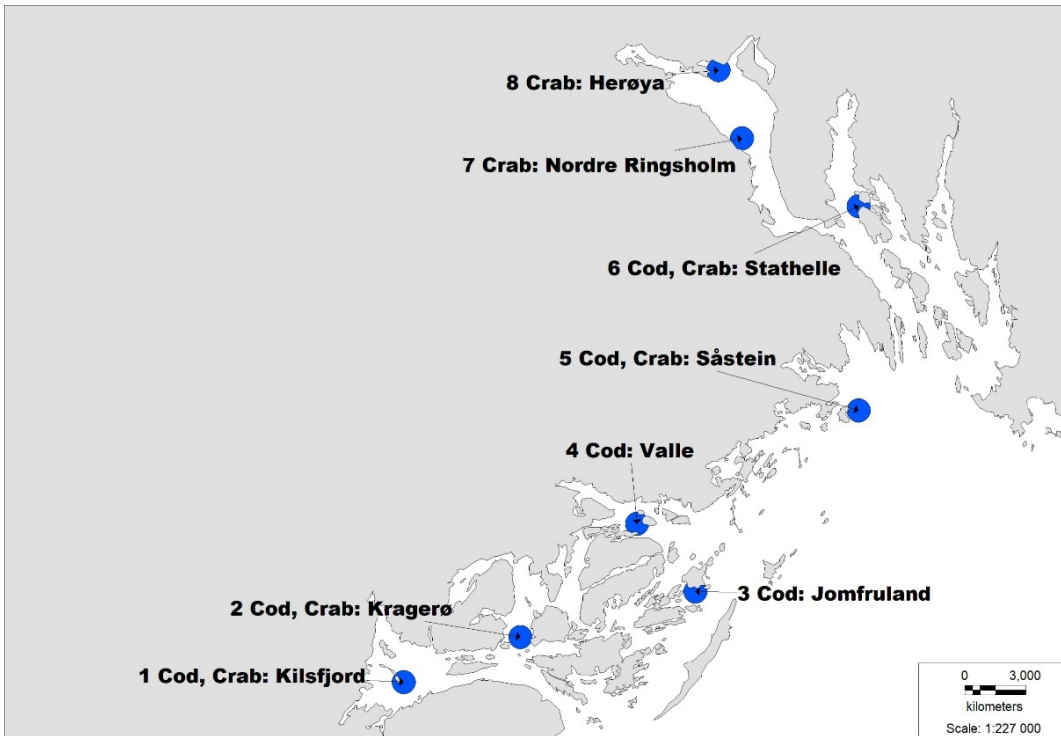 8 Crab: Herøya
7 Crab: Nordre Ringsholm
6 Cod, Crab: Stathelle
5 Cod, Crab: Såstein
4 Cod: Valle
3 Cod: Jomfruland
2 Cod, Crab: Kragerø
1 Cod, Crab: Kilsfjord
0 3,000
kilometers
Scale: 1:227 000